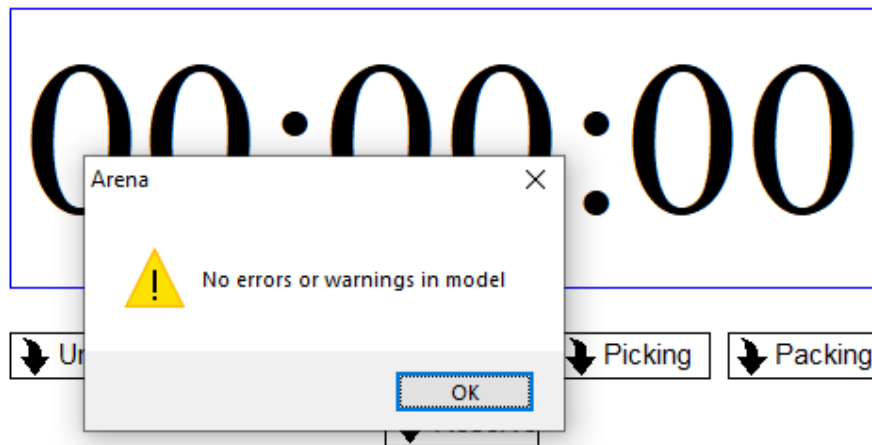 00:00:00
Arena
No errors or warnings in model
OK
Picking
Packing